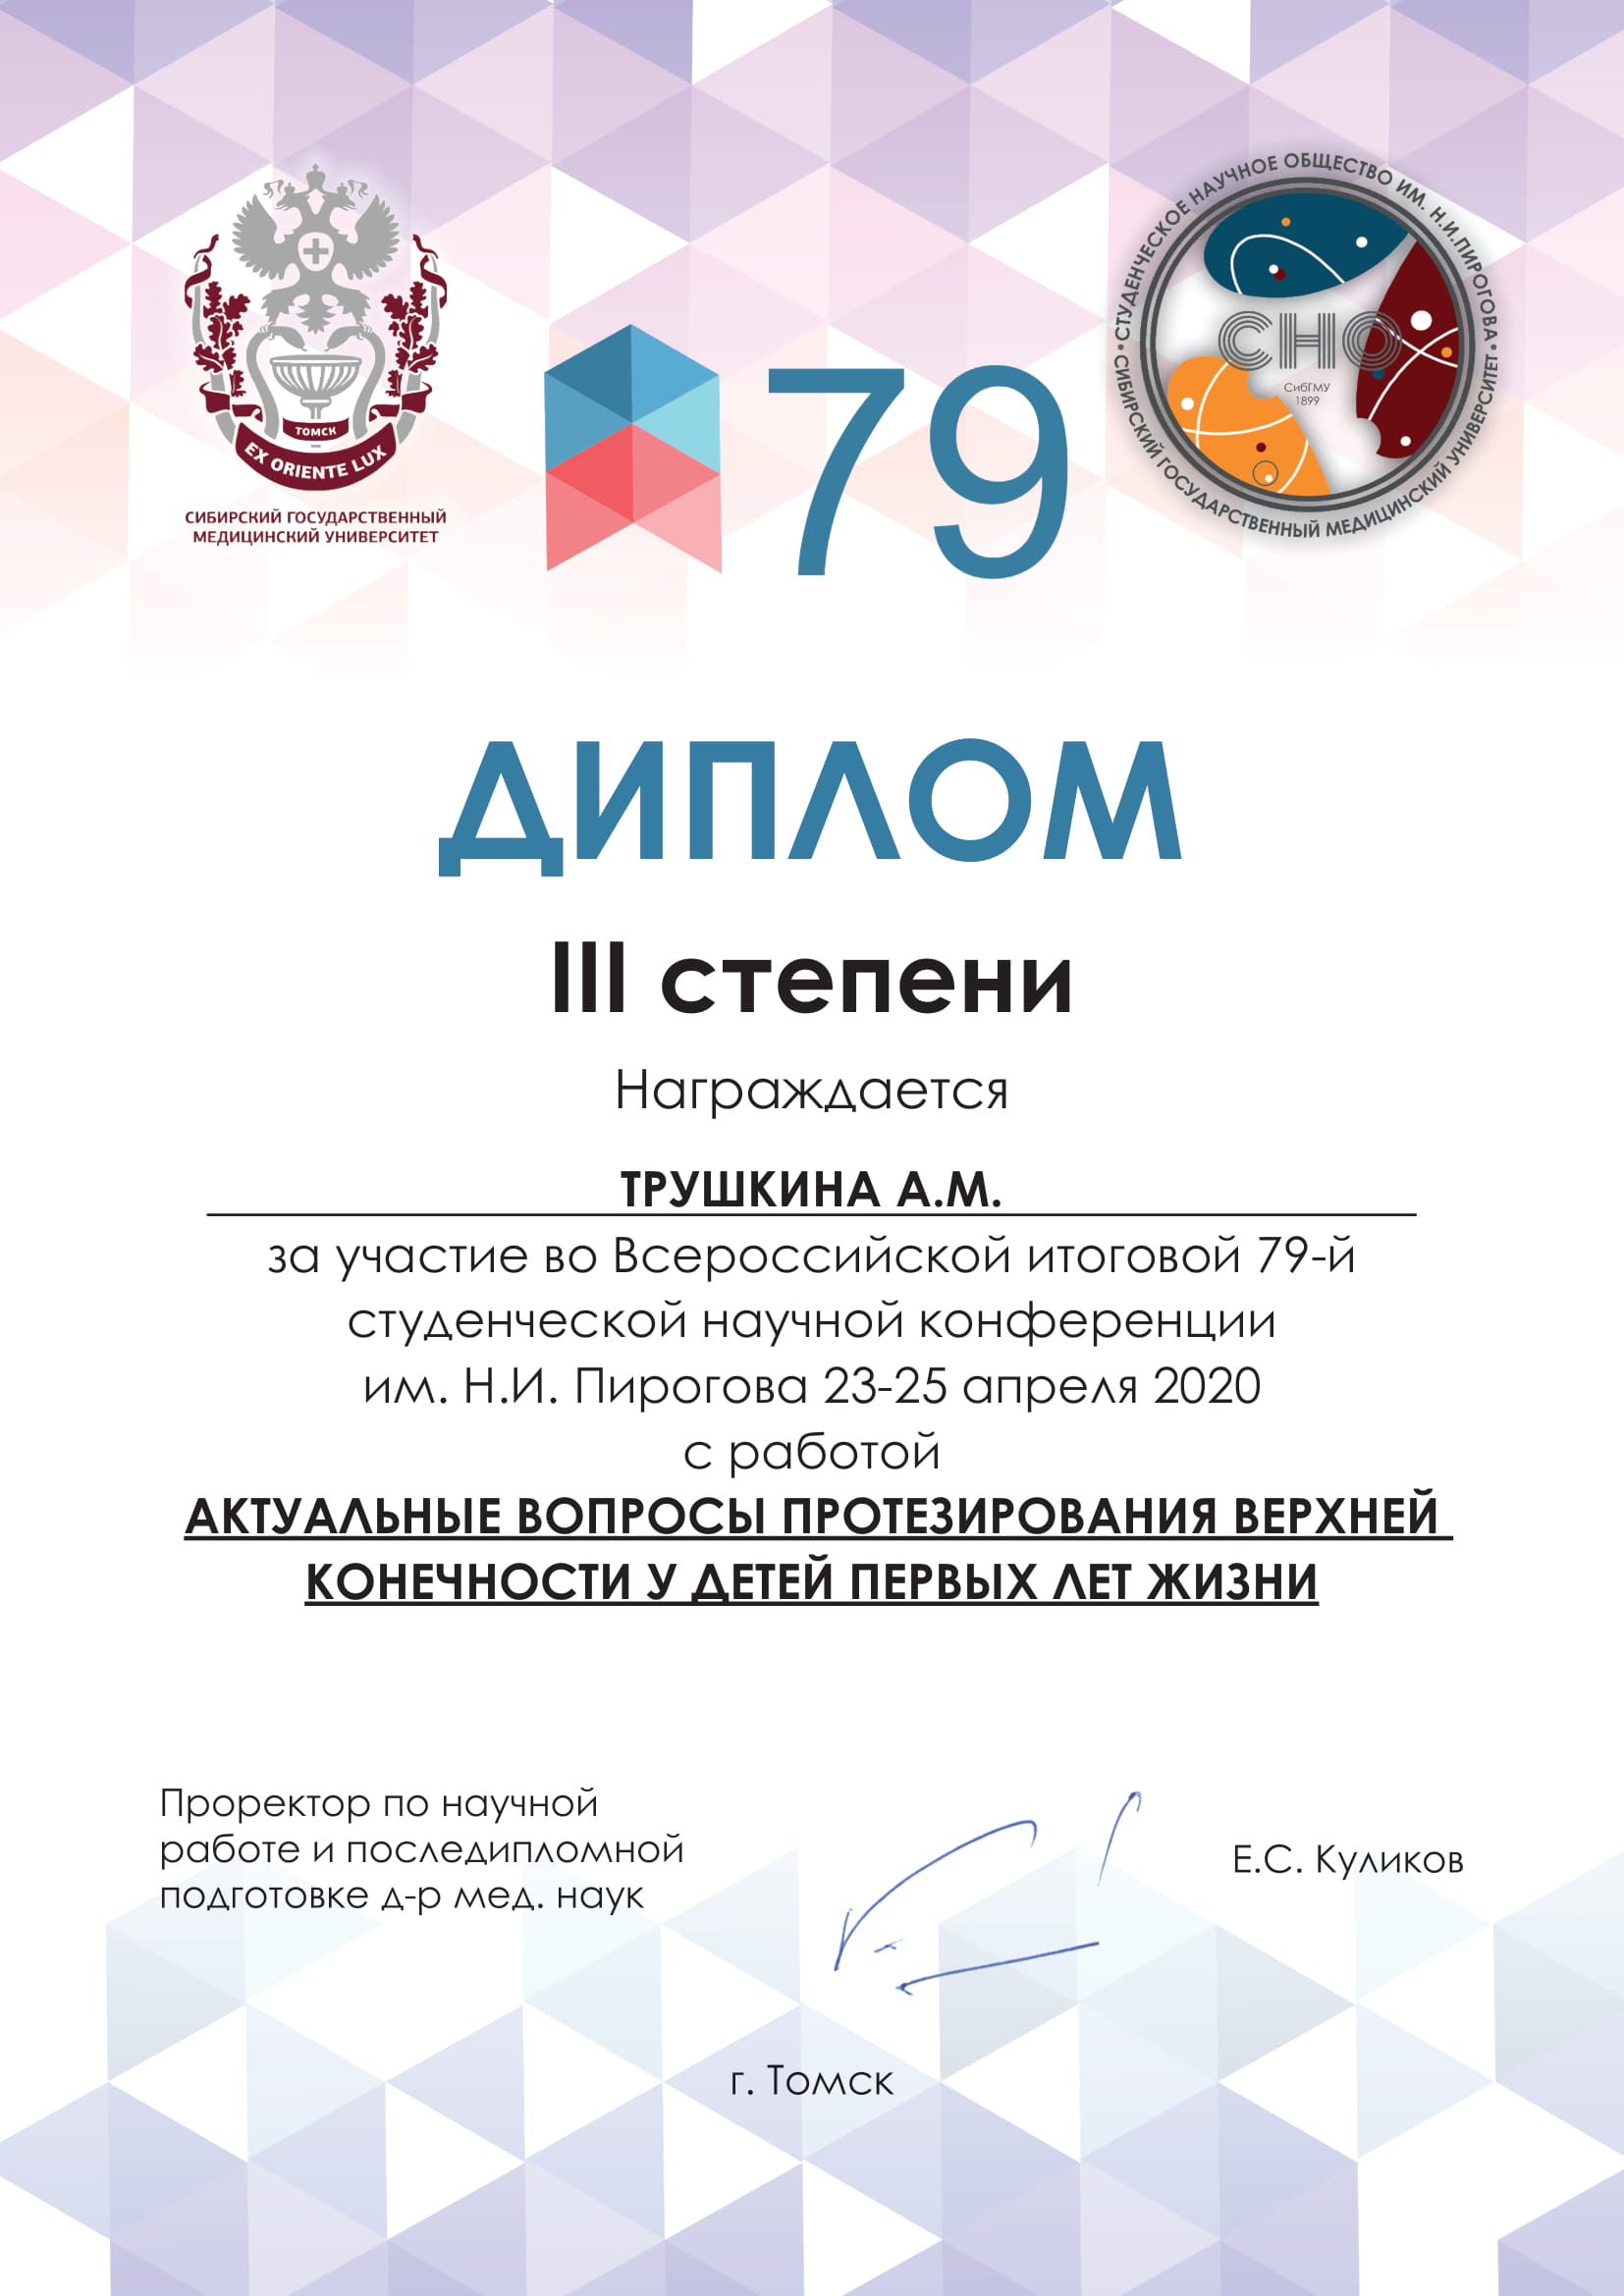 ТОМСК
EX ORIENTE LUX
СИБИРСКИЙ ГОСУДАРСТВЕННЫЙ
МЕДИЦИНСКИЙ УНИВЕРСИТЕТ
79
• СТУДЕНЧЕСКОЕ НАУЧНОЕ ОБЩЕСТВО ИМ. Н.И.ПИРОГОВА •
СИБИРСКИЙ ГОСУДАРСТВЕННЫЙ МЕДИЦИНСКИЙ УНИВЕРСИТЕТ
СНО
СибГМУ
1899
ДИПЛОМ
III степени
Награждается
ТРУШКИНА А.М.
за участие во Всероссийской итоговой 79-й
студенческой научной конференции
им. Н.И. Пирогова 23-25 апреля 2020
с работой
АКТУАЛЬНЫЕ ВОПРОСЫ ПРОТЕЗИРОВАНИЯ ВЕРХНЕЙ
КОНЕЧНОСТИ У ДЕТЕЙ ПЕРВЫХ ЛЕТ ЖИЗНИ
Проректор по научной
работе и последипломной
подготовке д-р мед. наук
Е.С. Куликов
г. Томск